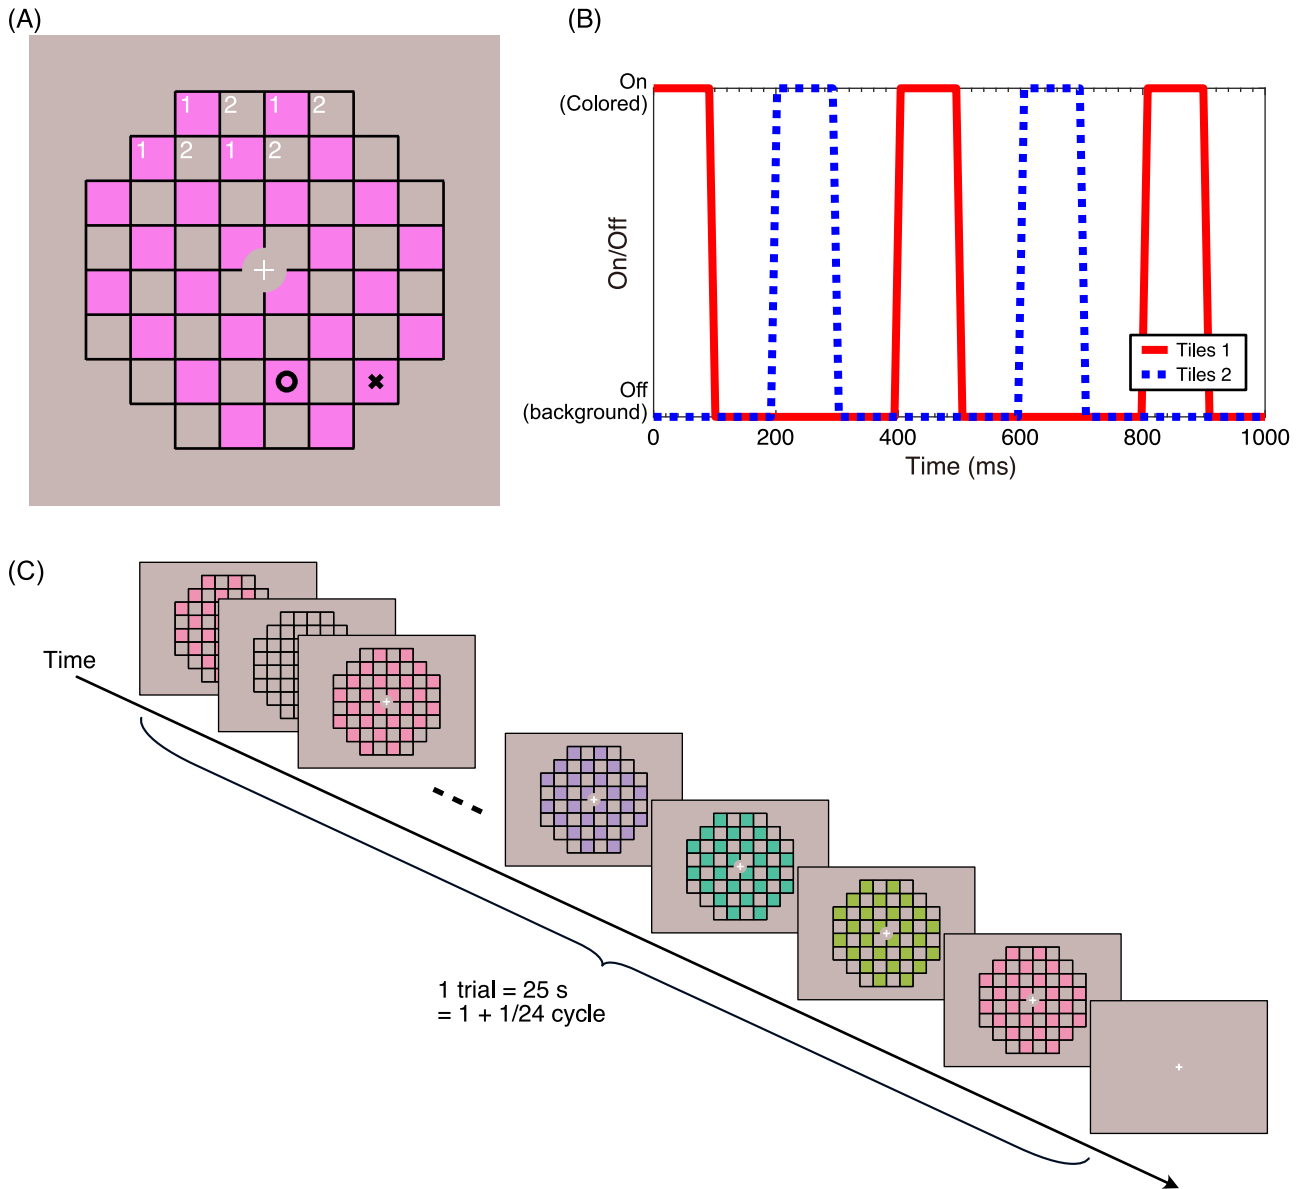 (A)
1 2 1 2
1 2 1 2
(B)
On
(Colored)
On/Off
Off
(background)
Tiles 1
Tiles 2
0 200 400 600 800 1000
Time (ms)
(C)
Time
1 trial = 25 s
= 1 + 1/24 cycle